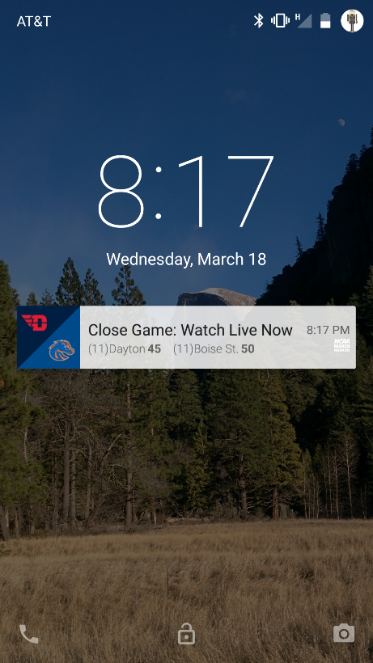 AT&T
H
8:17
Wednesday, March 18
Close Game: Watch Live Now 8:17 PM
(11)Dayton 45 (11)Boise St. 50